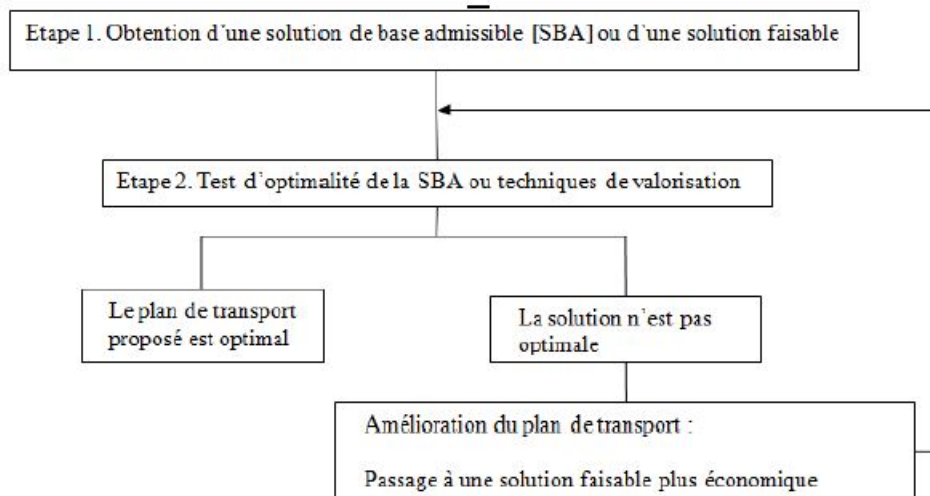 Etape 1. Obtention d'une solution de base admissible [SBA] ou d'une solution faisable
Etape 2. Test d'optimalité de la SBA ou techniques de valorisation
Le plan de transport
proposé est optimal
La solution n'est pas
optimale
Amélioration du plan de transport :
Passage à une solution faisable plus économique